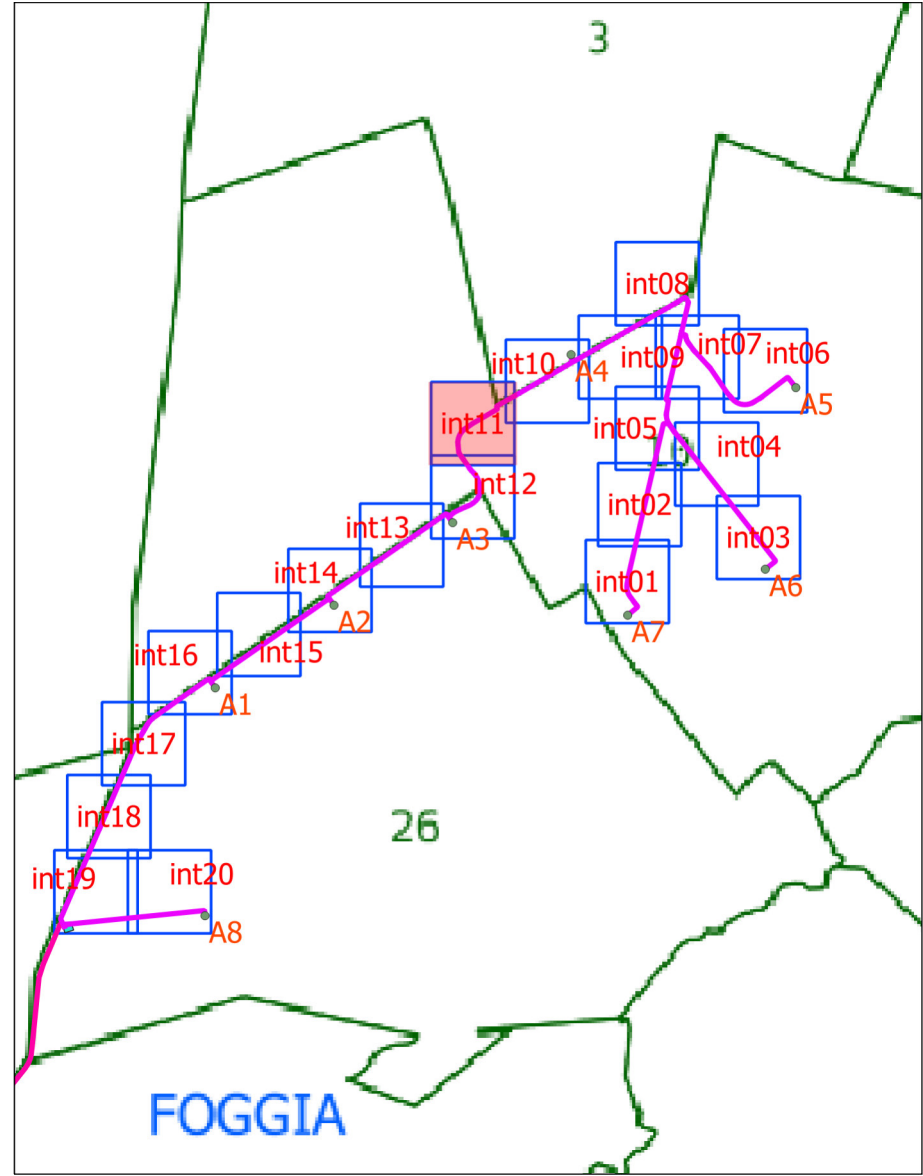 3
int08
int07
int06
int09
int10
A4
A5
int11
int05
int04
int12
int02
int13
A3
int03
int14
int01
A6
A2
A7
int16
int15
A1
int17
int18
26
int19
int20
A8
FOGGIA